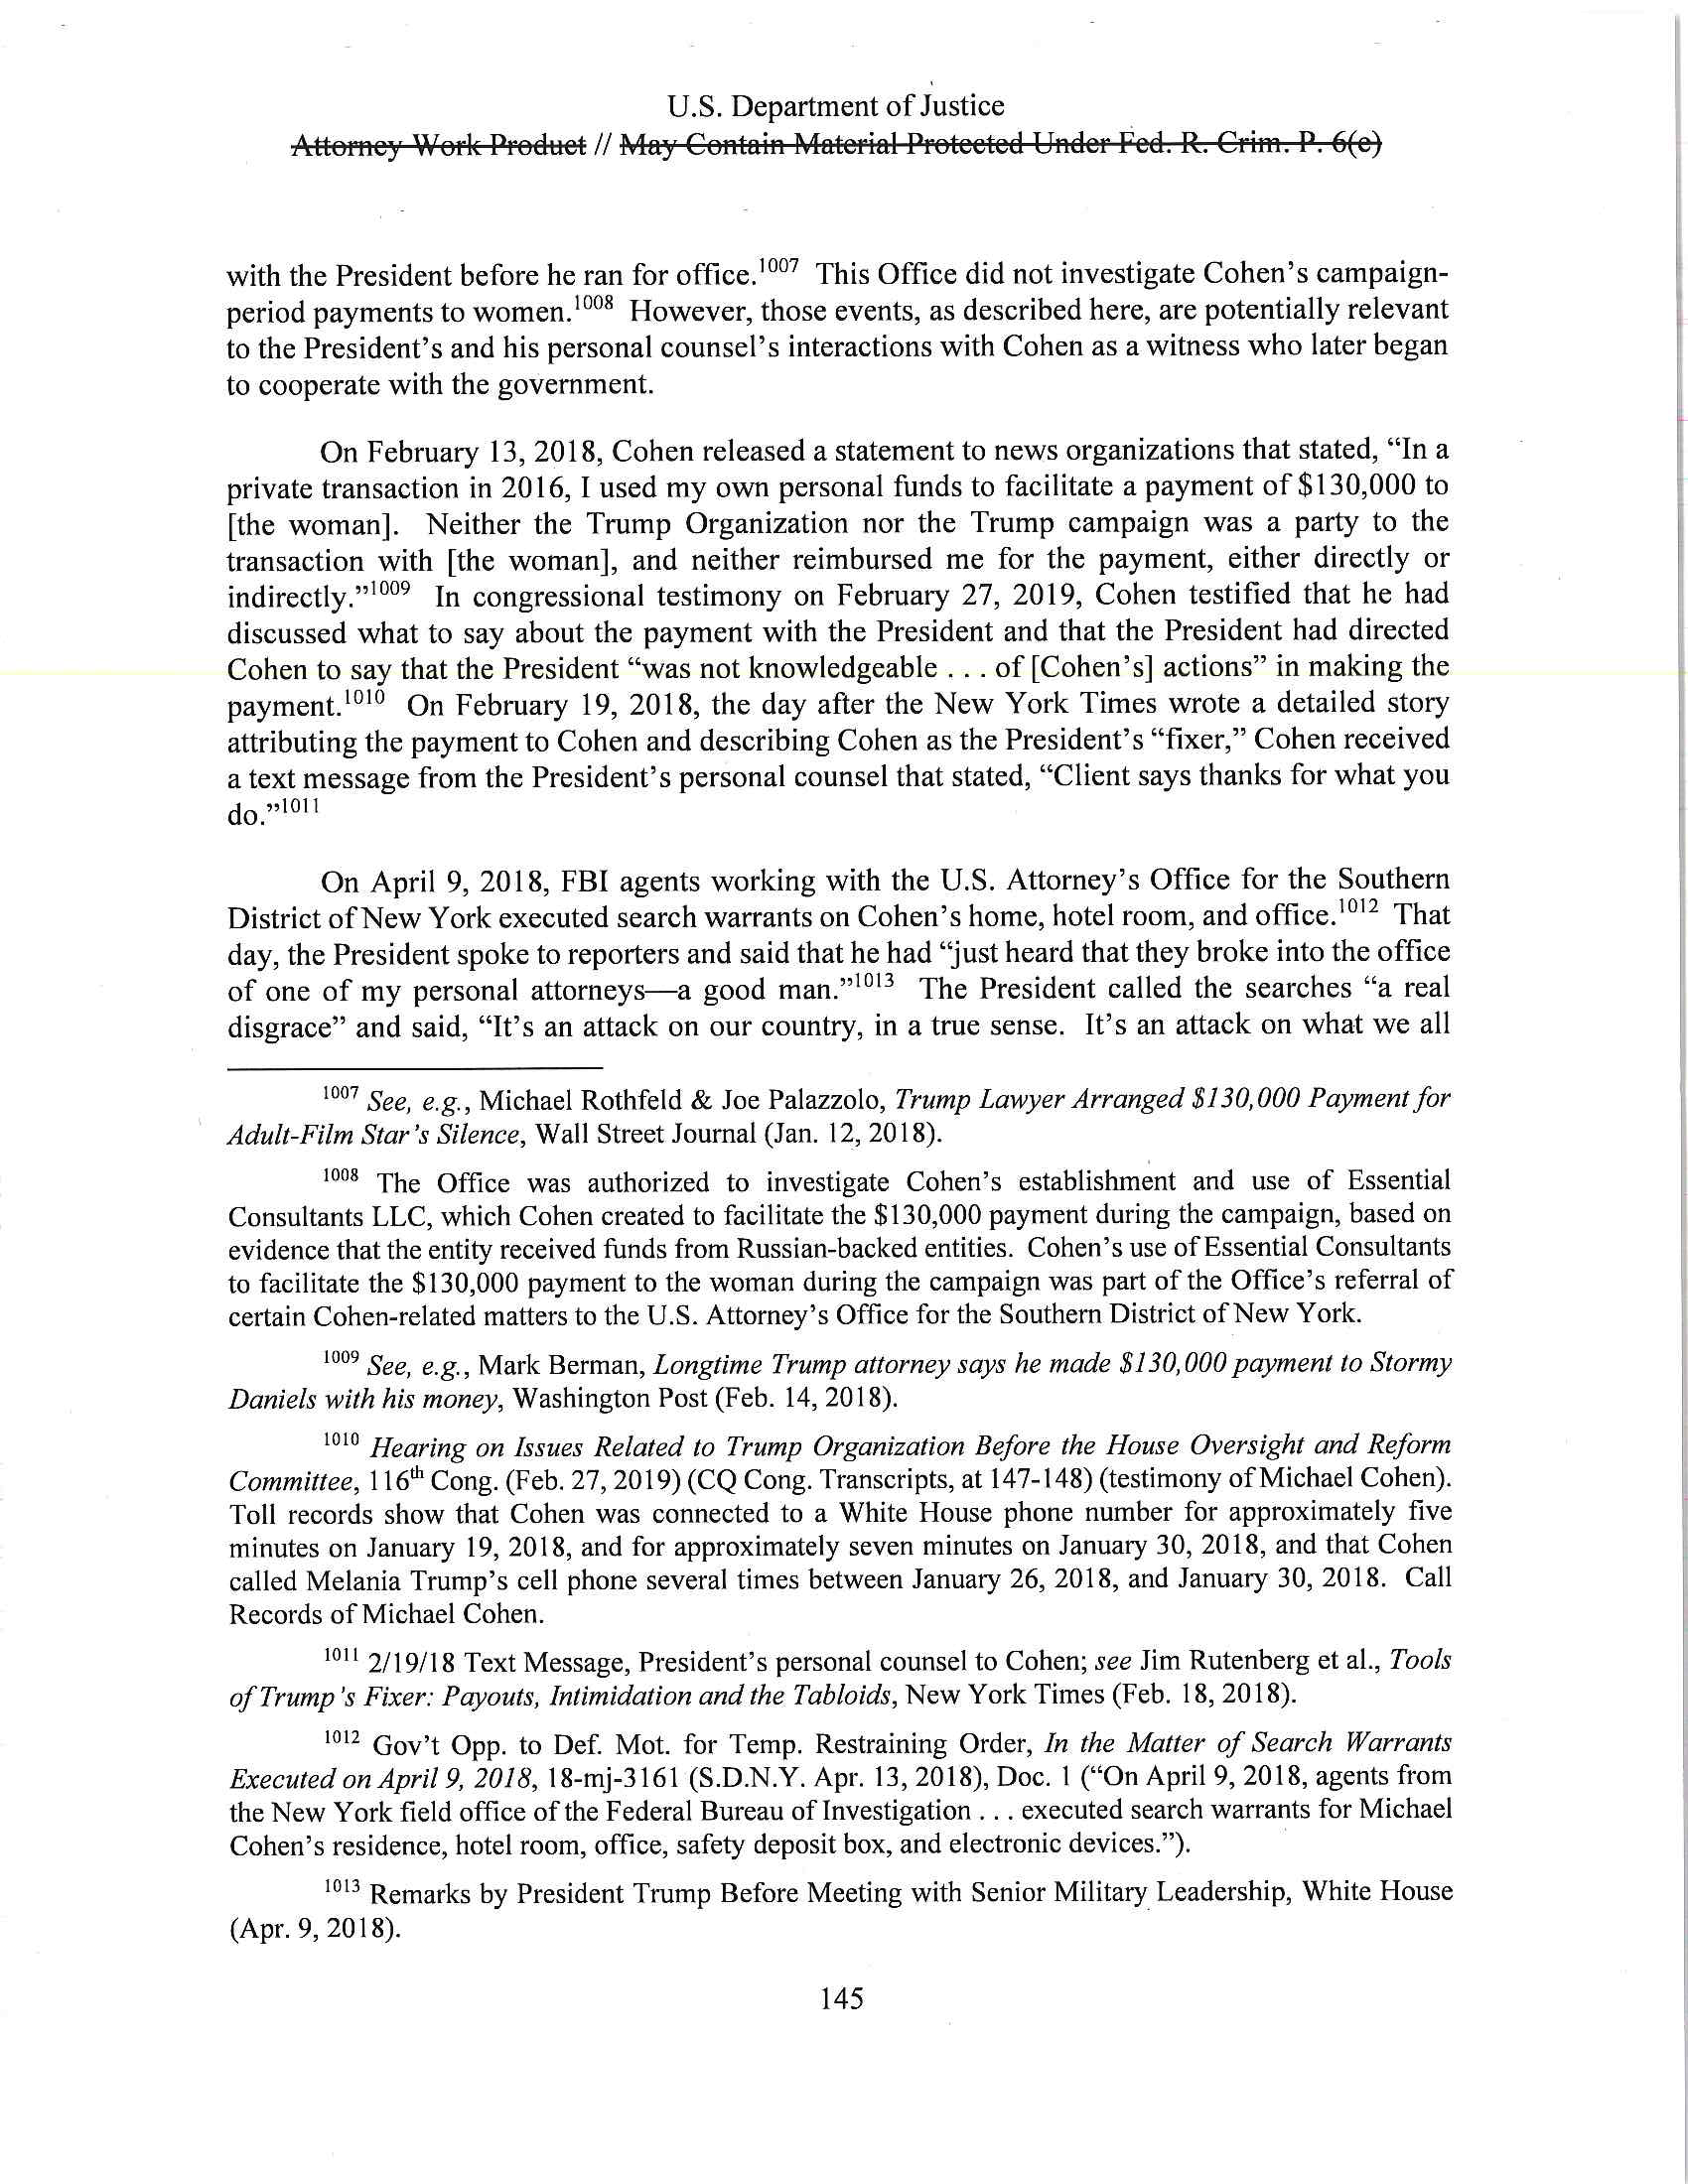 U.S. Department of Justice
Attorney Work Product // May Contain Material Protected Under Fed. R. Crim. P. 6(e)
with the President before he ran for office.1007 This Office did not investigate Cohen's campaign-
period payments to women.1008 However, those events, as described here, are potentially relevant
to the President's and his personal counsel's interactions with Cohen as a witness who later began
to cooperate with the government.
On February 13, 2018, Cohen released a statement to news organizations that stated, “In a
private transaction in 2016, I used my own personal funds to facilitate a payment of $130,000 to
[the woman]. Neither the Trump Organization nor the Trump campaign was a party to the
transaction with [the woman], and neither reimbursed me for the payment, either directly or
indirectly.”1009 In congressional testimony on February 27, 2019, Cohen testified that he had
discussed what to say about the payment with the President and that the President had directed
Cohen to say that the President “was not knowledgeable . . . of [Cohen's] actions” in making the
payment.1010 On February 19, 2018, the day after the New York Times wrote a detailed story
attributing the payment to Cohen and describing Cohen as the President's “fixer,” Cohen received
a text message from the President's personal counsel that stated, “Client says thanks for what you
do.”1011
On April 9, 2018, FBI agents working with the U.S. Attorney's Office for the Southern
District of New York executed search warrants on Cohen's home, hotel room, and office.1012 That
day, the President spoke to reporters and said that he had “just heard that they broke into the office
of one of my personal attorneys—a good man.”1013 The President called the searches “a real
disgrace” and said, “It's an attack on our country, in a true sense. It's an attack on what we all
1007 See, e.g., Michael Rothfeld & Joe Palazzolo, Trump Lawyer Arranged $130,000 Payment for
Adult-Film Star's Silence, Wall Street Journal (Jan. 12, 2018).
1008 The Office was authorized to investigate Cohen's establishment and use of Essential
Consultants LLC, which Cohen created to facilitate the $130,000 payment during the campaign, based on
evidence that the entity received funds from Russian-backed entities. Cohen's use of Essential Consultants
to facilitate the $130,000 payment to the woman during the campaign was part of the Office's referral of
certain Cohen-related matters to the U.S. Attorney's Office for the Southern District of New York.
1009 See, e.g., Mark Berman, Longtime Trump attorney says he made $130,000 payment to Stormy
Daniels with his money, Washington Post (Feb. 14, 2018).
1010 Hearing on Issues Related to Trump Organization Before the House Oversight and Reform
Committee, 116th Cong. (Feb. 27, 2019) (CQ Cong. Transcripts, at 147-148) (testimony of Michael Cohen).
Toll records show that Cohen was connected to a White House phone number for approximately five
minutes on January 19, 2018, and for approximately seven minutes on January 30, 2018, and that Cohen
called Melania Trump's cell phone several times between January 26, 2018, and January 30, 2018. Call
Records of Michael Cohen.
1011 2/19/18 Text Message, President's personal counsel to Cohen; see Jim Rutenberg et al., Tools
of Trump's Fixer: Payouts, Intimidation and the Tabloids, New York Times (Feb. 18, 2018).
1012 Gov't Opp. to Def. Mot. for Temp. Restraining Order, In the Matter of Search Warrants
Executed on April 9, 2018, 18-mj-3161 (S.D.N.Y. Apr. 13, 2018), Doc. 1 (“On April 9, 2018, agents from
the New York field office of the Federal Bureau of Investigation . . . executed search warrants for Michael
Cohen's residence, hotel room, office, safety deposit box, and electronic devices.”).
1013 Remarks by President Trump Before Meeting with Senior Military Leadership, White House
(Apr. 9, 2018).
145